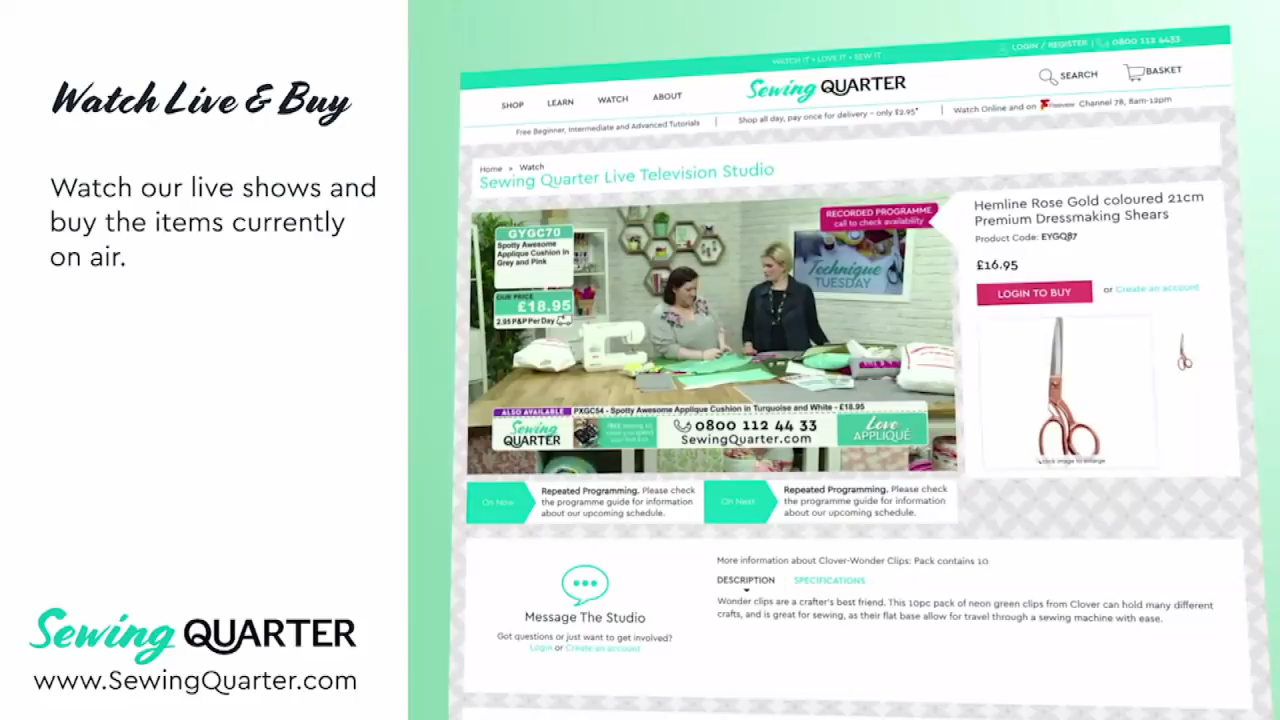 Watch Live & Buy
Watch our live shows and
buy the items currently
on air.
Sewing QUARTER
www.SewingQuarter.com
WATCH IT • LOVE IT • SEW IT
LOGIN / REGISTER | 0800 112 4433
SHOP LEARN WATCH ABOUT
Sewing QUARTER
SEARCH BASKET
Free Beginner, Intermediate and Advanced Tutorials | Shop all day, pay once for delivery – only £2.95* | Watch Online and on Freeview Channel 78, 8am-12pm
Home > Watch
Sewing Quarter Live Television Studio
GYGC70
Spotty Awesome
Applique Cushion in
Grey and Pink
OUR PRICE
£18.95
2.95 P&P Per Day
RECORDED PROGRAMME
call to check availability
Technique
TUESDAY
ALSO AVAILABLE PXGC54 - Spotty Awesome Applique Cushion in Turquoise and White - £18.95
Sewing
QUARTER
0800 112 44 33
SewingQuarter.com
Love
APPLIQUÉ
Hemline Rose Gold coloured 21cm
Premium Dressmaking Shears
Product Code: EYGQB7
£16.95
LOGIN TO BUY or Create an account
click image to enlarge
On Now
Repeated Programming. Please check
the programme guide for information
about our upcoming schedule.
On Next
Repeated Programming. Please check
the programme guide for information
about our upcoming schedule.
Message The Studio
Got questions or just want to get involved?
Login or Create an account
More information about Clover-Wonder Clips: Pack contains 10
DESCRIPTION SPECIFICATIONS
Wonder clips are a crafter's best friend. This 10pc pack of neon green clips from Clover can hold many different
crafts, and is great for sewing, as their flat base allow for travel through a sewing machine with ease.